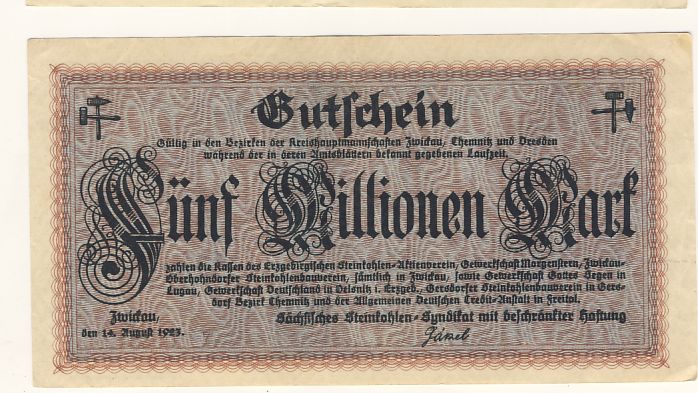 Gutschein
Gültig in den Bezirken der Kreishauptmannschaften Zwickau, Chemnitz und Dresden
während der in deren Amtsblättern bekannt gegebenen Laufzeit.
Fünf Millionen Mark
zahlen die Kassen des Erzgebirgischen Steinkohlen-Aktienverein, Gewerkschaft Morgenstern, Zwickau-
Oberhohndorfer Steinkohlenbauverein, sämtlich in Zwickau, sowie Gewerkschaft Gottes Segen in
Lugau, Gewerkschaft Deutschland in Oelsnitz i. Erzgeb., Gersdorfer Steinkohlenbauverein in Gers-
dorf Bezirk Chemnitz und der Allgemeinen Deutschen Credit-Anstalt in Freital.
Zwickau,
den 14. August 1923.
Sächsisches Steinkohlen-Syndikat mit beschränkter Haftung